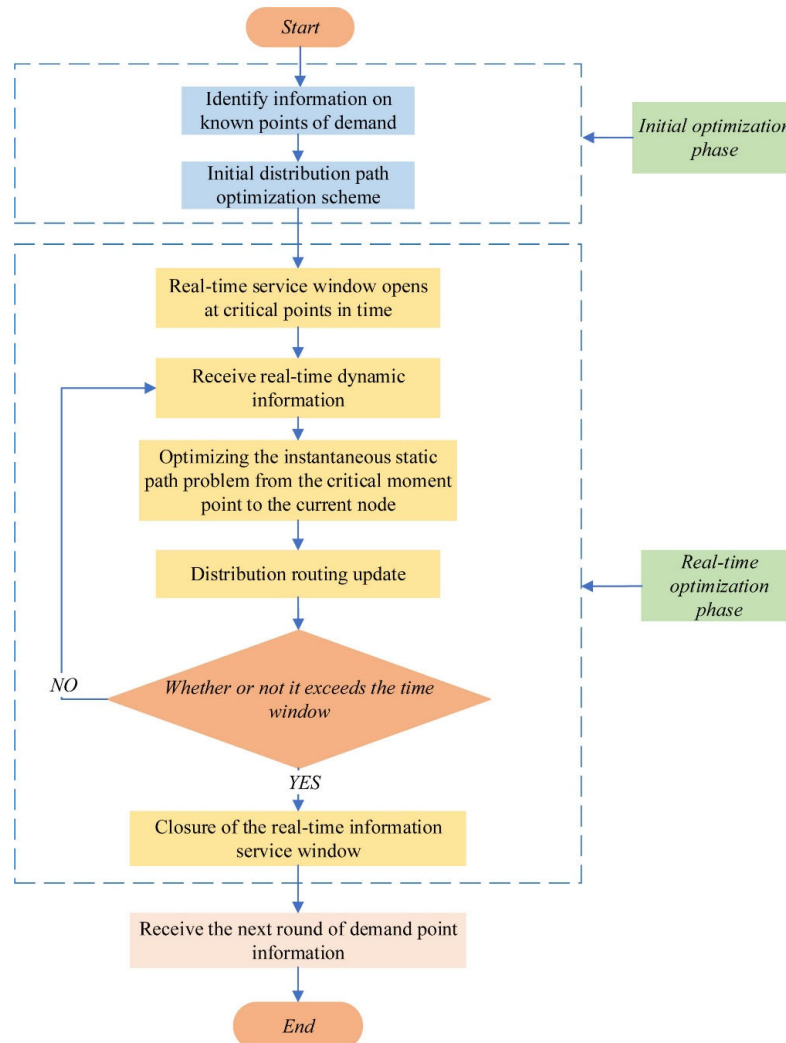 Start
Identify information on
known points of demand
Initial optimization
phase
Initial distribution path
optimization scheme
Real-time service window opens
at critical points in time
Receive real-time dynamic
information
Optimizing the instantaneous static
path problem from the critical moment
point to the current node
Distribution routing update
Real-time
optimization
phase
Whether or not it exceeds the time
window
NO
YES
Closure of the real-time information
service window
Receive the next round of demand point
information
End